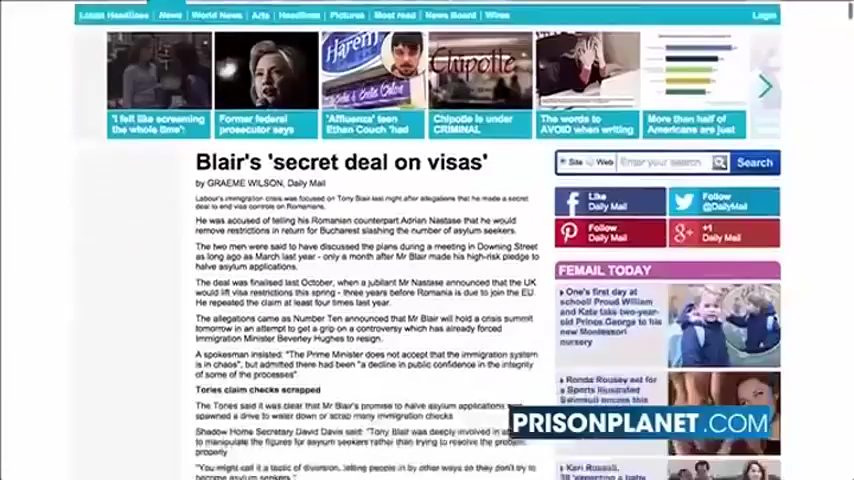 Latest Headlines | News | World News | Arts | Headlines | Pictures | Most read | News Board | Wires
Login
'I felt like screaming
the whole time':
Former federal
prosecutor says
'Affluenza' teen
Ethan Couch 'had
Chipotle is under
CRIMINAL
The words to
AVOID when writing
More than half of
Americans are just
Harem
Chipotle
Blair's 'secret deal on visas'
by GRAEME WILSON, Daily Mail
Labour's immigration crisis was focused on Tony Blair last night after allegations that he made a secret
deal to end visa controls on Romanians.
He was accused of telling his Romanian counterpart Adrian Nastase that he would
remove restrictions in return for Bucharest slashing the number of asylum seekers.
The two men were said to have discussed the plans during a meeting in Downing Street
as long ago as March last year - only a month after Mr Blair made his high-risk pledge to
halve asylum applications.
The deal was finalised last October, when a jubilant Mr Nastase announced that the UK
would lift visa restrictions this spring - three years before Romania is due to join the EU.
He repeated the claim at least four times last year.
The allegations came as Number Ten announced that Mr Blair will hold a crisis summit
tomorrow in an attempt to get a grip on a controversy which has already forced
Immigration Minister Beverley Hughes to resign.
A spokesman insisted: "The Prime Minister does not accept that the immigration system
is in chaos", but admitted there had been "a decline in public confidence in the integrity
of some of the processes"
Tories claim checks scrapped
The Tories said it was clear that Mr Blair's promise to halve asylum applications
spawned a drive to water down or scrap many immigration checks
Shadow Home Secretary David Davis said: "Tony Blair was deeply involved in
to manipulate the figures for asylum seekers rather than trying to resolve the problem
properly
"You might call it a tactic of diversion, letting people in by other ways so they don't try to
become asylum seekers."
Site Web Enter your search Search
Like
Daily Mail
Follow
@DailyMail
Follow
Daily Mail
+1
Daily Mail
FEMAIL TODAY
One's first day at
school! Proud William
and Kate take two-year-
old Prince George to his
new Montessori
nursery
Ronda Rousey set for
a Sports Illustrated
Swimsuit
Keri Russell,
39 'expecting a baby
PRISONPLANET.COM